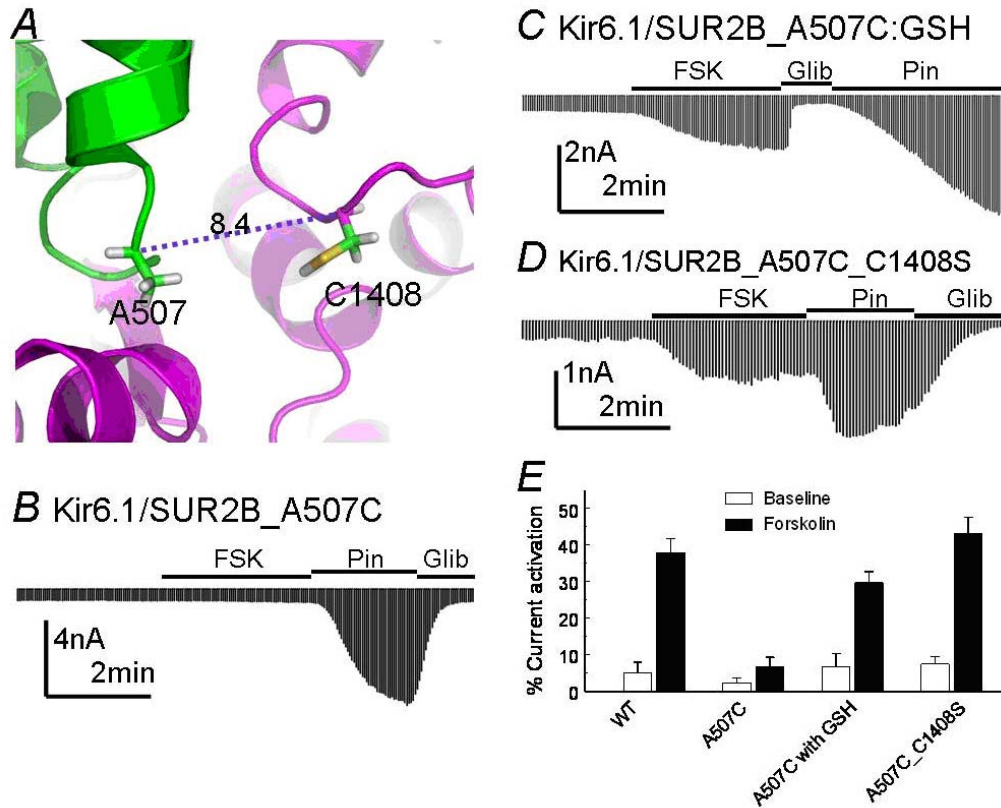 A
8.4
A507
C1408
B Kir6.1/SUR2B_A507C
FSK Pin Glib
4nA
2min
C Kir6.1/SUR2B_A507C:GSH
FSK Glib Pin
2nA
2min
D Kir6.1/SUR2B_A507C_C1408S
FSK Pin Glib
1nA
2min
E
Baseline
Forskolin
% Current activation
50
40
30
20
10
0
WT
A507C
A507C with GSH
A507C_C1408S